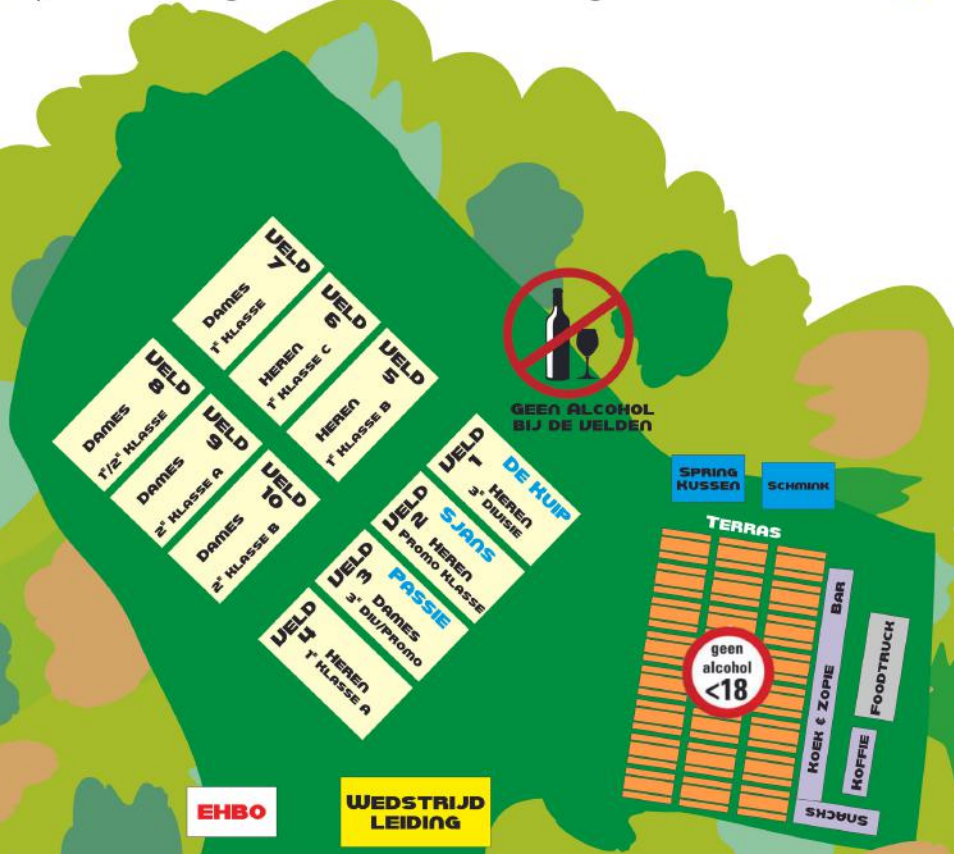 VELD
7
DAMES
1ᵉ KLASSE
VELD
6
HEREN
1ᵉ KLASSE C
VELD
5
HEREN
1ᵉ KLASSE B
VELD
8
DAMES
1/2ᵉ KLASSE
VELD
9
DAMES
2ᵉ KLASSE A
VELD
10
DAMES
2ᵉ KLASSE B
GEEN ALCOHOL
BIJ DE VELDEN
VELD
1
DE KUIP
HEREN
3ᵉ DIVISIE
VELD
2
SJANS
HEREN
PROMO KLASSE
VELD
3
PASSIE
DAMES
3ᵉ DIV/PROMO
VELD
4
HEREN
1ᵉ KLASSE A
SPRING
KUSSEN
SCHMINK
TERRAS
geen
alcohol
<18
BAR
KOEK & ZOPIE
FOODTRUCK
KOFFIE
SNACKS
EHBO
WEDSTRIJD
LEIDING